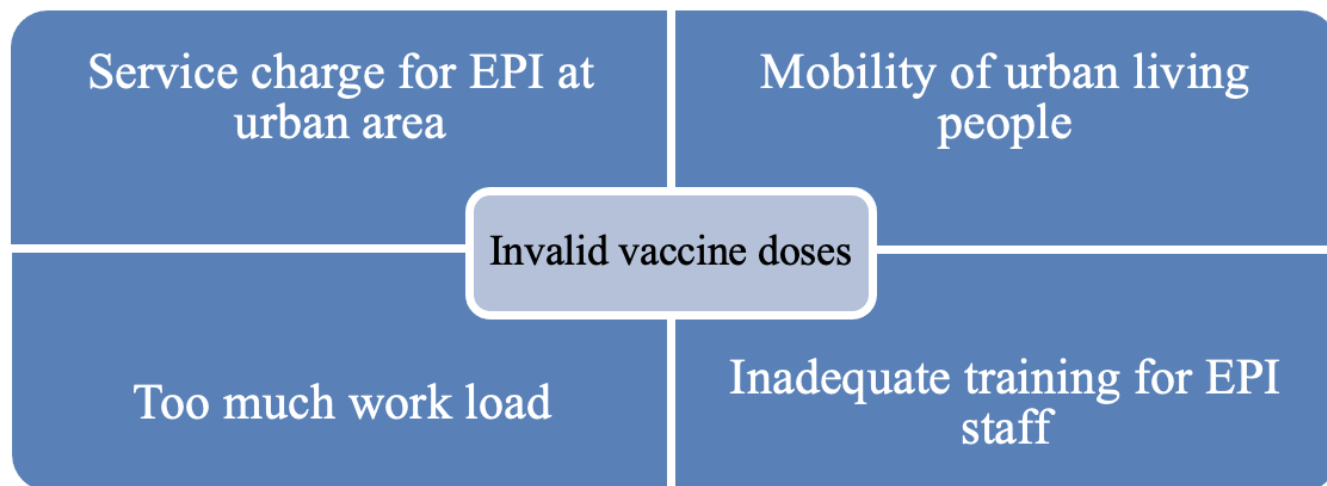 Service charge for EPI at
urban area
Mobility of urban living
people
Invalid vaccine doses
Too much work load
Inadequate training for EPI
staff